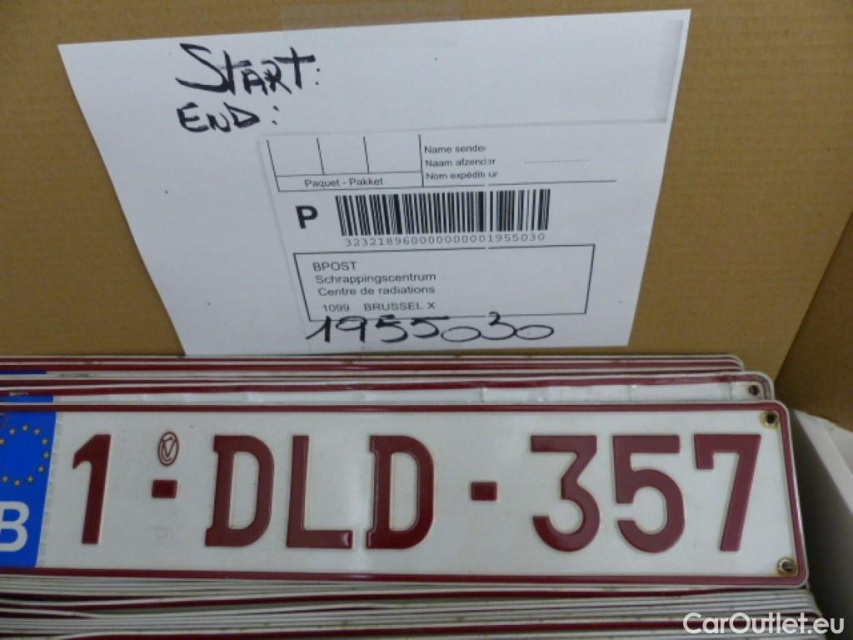 START:
END:
Name sender
Naam afzender
Nom expéditeur
Paquet - Pakket
P
3232189600000000001955030
BPOST
Schrappingscentrum
Centre de radiations
1099 BRUSSEL X
1955030
B 1-DLD-357
CarOutlet.eu